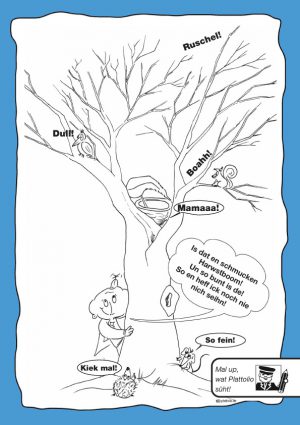 Ruschel!
Dull!
Boahh!
Mamaaa!
Is dat en schmucken
Harwstboom!
Un so bunt is de!
So en heff ick noch nie
nich seihn!
So fein!
Kiek mal!
Mal up,
wat Plattolio
süht!